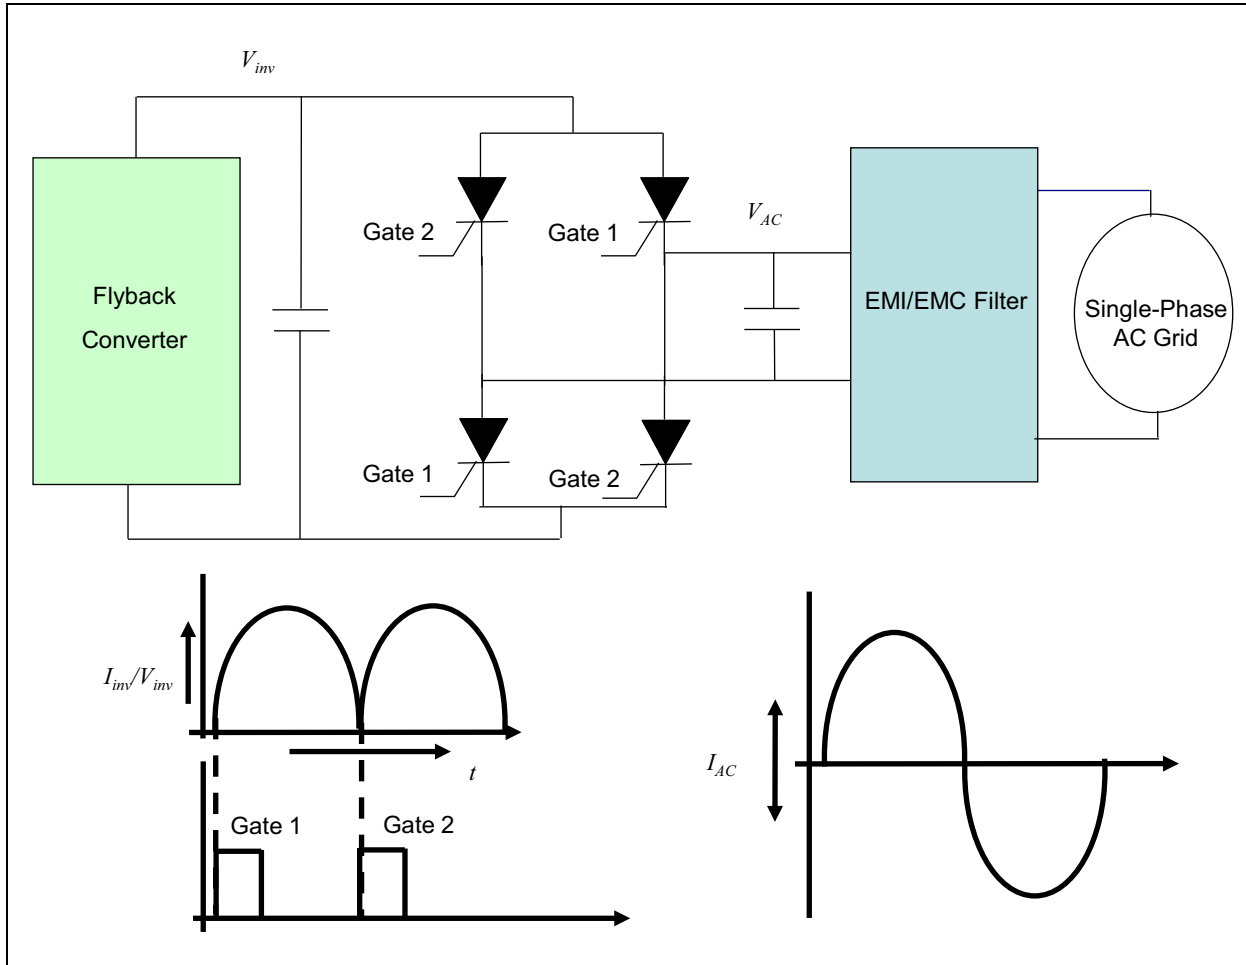 V_inv
Gate 2
Gate 1
V_AC
Flyback
Converter
EMI/EMC Filter
Single-Phase
AC Grid
Gate 1
Gate 2
I_inv/V_inv
t
I_AC
Gate 1
Gate 2